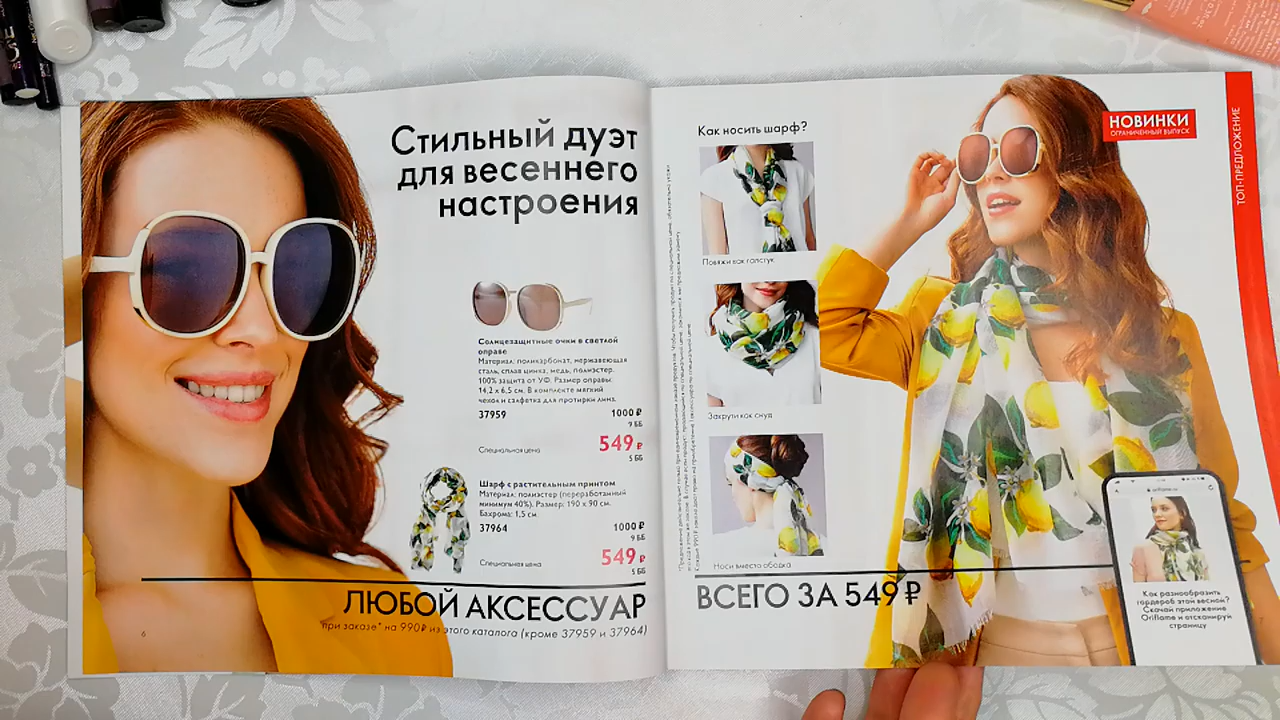 Стильный дуэт
для весеннего
настроения
Солнцезащитные очки в светлой
оправе
Материал: поликарбонат, нержавеющая
сталь, сплав цинка, медь, полиэстер.
100% защита от УФ. Размер оправы:
14,2 х 6,5 см. В комплекте мягкий
чехол и салфетка для протирки линз.
37959 1000 ₽
9 ББ
Специальная цена 549 ₽
5 ББ
Шарф с растительным принтом
Материал: полиэстер (переработанный
минимум 40%). Размер: 190 х 90 см.
Бахрома: 1,5 см.
37964 1000 ₽
9 ББ
Специальная цена 549 ₽
5 ББ
ЛЮБОЙ АКСЕССУАР
при заказе* на 990₽ из этого каталога (кроме 37959 и 37964)
6
Как носить шарф?
Повяжи как галстук
Закрути как снуд
Носи вместо ободка
ВСЕГО ЗА 549 ₽
НОВИНКИ
ОГРАНИЧЕННЫЙ ВЫПУСК
ТОП-ПРЕДЛОЖЕНИЕ
Как разнообразить
гардероб этой весной?
Скачай приложение
Oriflame и отсканируй
страницу